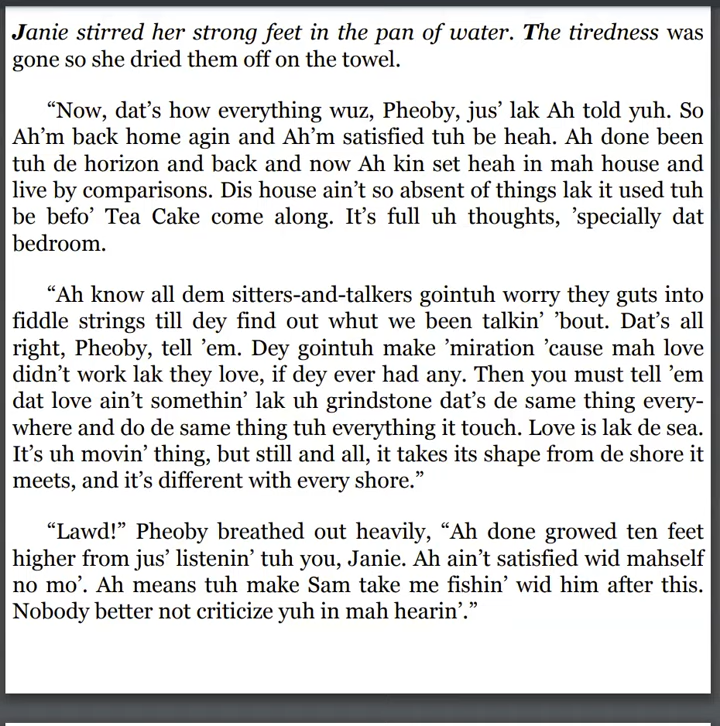 Janie stirred her strong feet in the pan of water. The tiredness was
gone so she dried them off on the towel.
“Now, dat’s how everything wuz, Pheoby, jus’ lak Ah told yuh. So
Ah’m back home agin and Ah’m satisfied tuh be heah. Ah done been
tuh de horizon and back and now Ah kin set heah in mah house and
live by comparisons. Dis house ain’t so absent of things lak it used tuh
be befo’ Tea Cake come along. It’s full uh thoughts, ’specially dat
bedroom.
“Ah know all dem sitters-and-talkers gointuh worry they guts into
fiddle strings till dey find out whut we been talkin’ ’bout. Dat’s all
right, Pheoby, tell ’em. Dey gointuh make ’miration ’cause mah love
didn’t work lak they love, if dey ever had any. Then you must tell ’em
dat love ain’t somethin’ lak uh grindstone dat’s de same thing every-
where and do de same thing tuh everything it touch. Love is lak de sea.
It’s uh movin’ thing, but still and all, it takes its shape from de shore it
meets, and it’s different with every shore.”
“Lawd!” Pheoby breathed out heavily, “Ah done growed ten feet
higher from jus’ listenin’ tuh you, Janie. Ah ain’t satisfied wid mahself
no mo’. Ah means tuh make Sam take me fishin’ wid him after this.
Nobody better not criticize yuh in mah hearin’.”